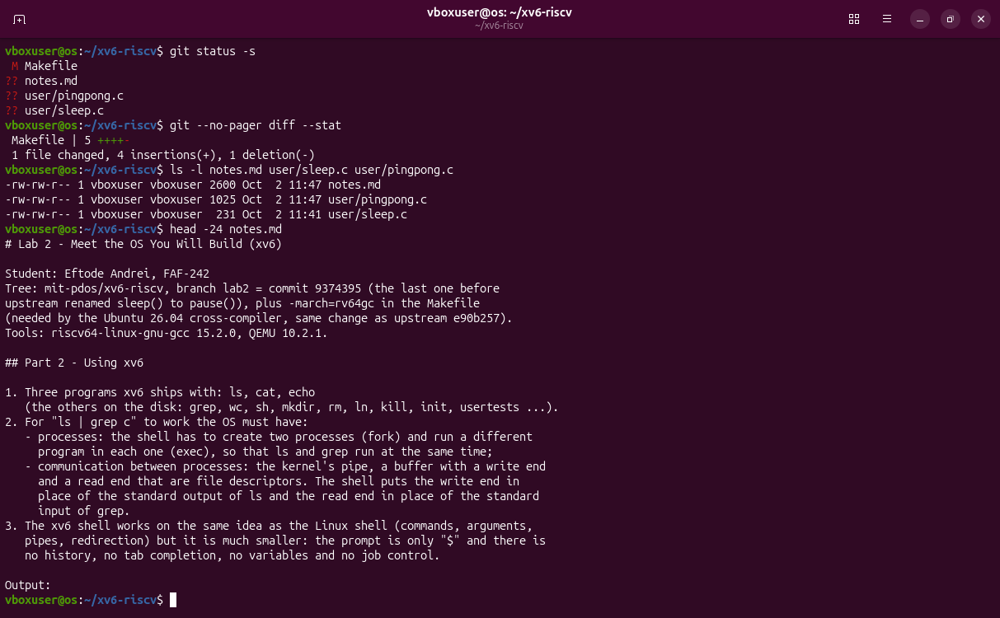 vboxuser@os: ~/xv6-riscv
~/xv6-riscv
vboxuser@os:~/xv6-riscv$ git status -s
 M Makefile
?? notes.md
?? user/pingpong.c
?? user/sleep.c
vboxuser@os:~/xv6-riscv$ git --no-pager diff --stat
 Makefile | 5 ++++-
 1 file changed, 4 insertions(+), 1 deletion(-)
vboxuser@os:~/xv6-riscv$ ls -l notes.md user/sleep.c user/pingpong.c
-rw-rw-r-- 1 vboxuser vboxuser 2600 Oct  2 11:47 notes.md
-rw-rw-r-- 1 vboxuser vboxuser 1025 Oct  2 11:47 user/pingpong.c
-rw-rw-r-- 1 vboxuser vboxuser  231 Oct  2 11:41 user/sleep.c
vboxuser@os:~/xv6-riscv$ head -24 notes.md
# Lab 2 - Meet the OS You Will Build (xv6)

Student: Eftode Andrei, FAF-242
Tree: mit-pdos/xv6-riscv, branch lab2 = commit 9374395 (the last one before
upstream renamed sleep() to pause()), plus -march=rv64gc in the Makefile
(needed by the Ubuntu 26.04 cross-compiler, same change as upstream e90b257).
Tools: riscv64-linux-gnu-gcc 15.2.0, QEMU 10.2.1.

## Part 2 - Using xv6

1. Three programs xv6 ships with: ls, cat, echo
   (the others on the disk: grep, wc, sh, mkdir, rm, ln, kill, init, usertests ...).
2. For "ls | grep c" to work the OS must have:
   - processes: the shell has to create two processes (fork) and run a different
     program in each one (exec), so that ls and grep run at the same time;
   - communication between processes: the kernel's pipe, a buffer with a write end
     and a read end that are file descriptors. The shell puts the write end in
     place of the standard output of ls and the read end in place of the standard
     input of grep.
3. The xv6 shell works on the same idea as the Linux shell (commands, arguments,
   pipes, redirection) but it is much smaller: the prompt is only "$" and there is
   no history, no tab completion, no variables and no job control.

Output:
vboxuser@os:~/xv6-riscv$